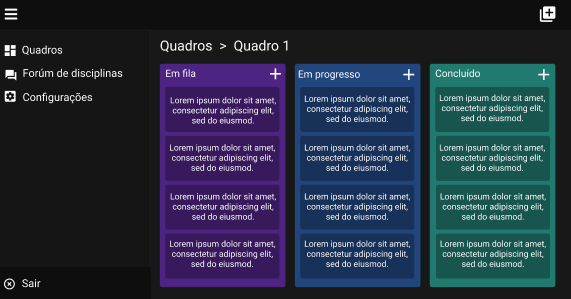 Quadros
Forúm de disciplinas
Configurações
Sair
Quadros > Quadro 1
Em fila
Lorem ipsum dolor sit amet,
consectetur adipiscing elit,
sed do eiusmod.
Lorem ipsum dolor sit amet,
consectetur adipiscing elit,
sed do eiusmod.
Lorem ipsum dolor sit amet,
consectetur adipiscing elit,
sed do eiusmod.
Lorem ipsum dolor sit amet,
consectetur adipiscing elit,
sed do eiusmod.
Em progresso
Lorem ipsum dolor sit amet,
consectetur adipiscing elit,
sed do eiusmod.
Lorem ipsum dolor sit amet,
consectetur adipiscing elit,
sed do eiusmod.
Lorem ipsum dolor sit amet,
consectetur adipiscing elit,
sed do eiusmod.
Lorem ipsum dolor sit amet,
consectetur adipiscing elit,
sed do eiusmod.
Concluído
Lorem ipsum dolor sit amet,
consectetur adipiscing elit,
sed do eiusmod.
Lorem ipsum dolor sit amet,
consectetur adipiscing elit,
sed do eiusmod.
Lorem ipsum dolor sit amet,
consectetur adipiscing elit,
sed do eiusmod.
Lorem ipsum dolor sit amet,
consectetur adipiscing elit,
sed do eiusmod.